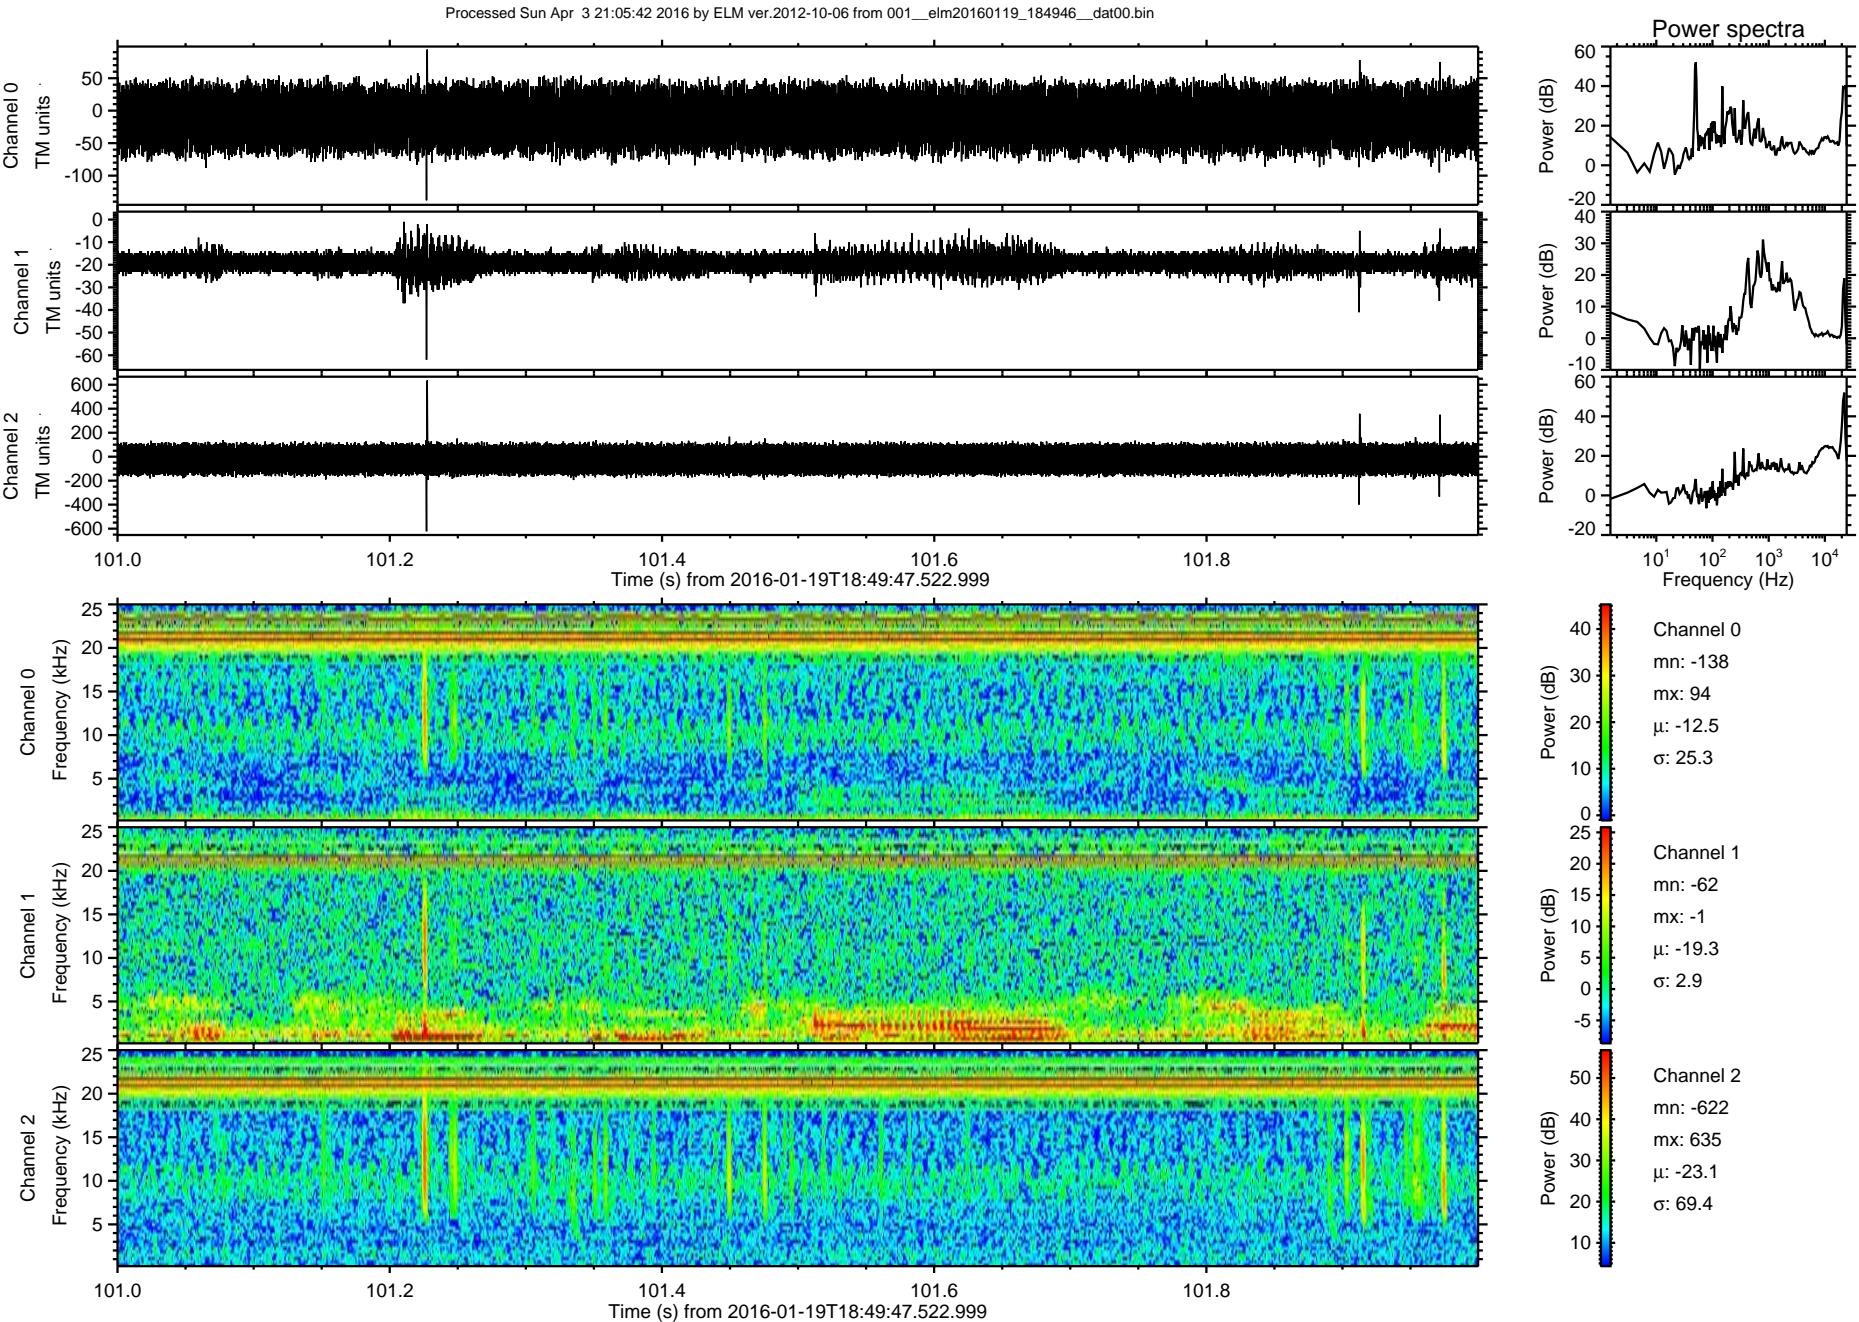 Processed Sun Apr  3 21:05:42 2016 by ELM ver.2012-10-06 from 001__elm20160119_184946__dat00.bin
Power spectra
Channel 0
TM units
50
0
-50
-100
Power (dB)
60
40
20
0
-20
Channel 1
TM units
0
-10
-20
-30
-40
-50
-60
Power (dB)
40
30
20
10
0
-10
Channel 2
TM units
600
400
200
0
-200
-400
-600
Power (dB)
60
40
20
0
-20
101.0 101.2 101.4 101.6 101.8
Time (s) from 2016-01-19T18:49:47.522.999
10¹ 10² 10³ 10⁴
Frequency (Hz)
Channel 0
Frequency (kHz)
25
20
15
10
5
Power (dB)
40
30
20
10
0
Channel 0
mn: -138
mx: 94
μ: -12.5
σ: 25.3
Channel 1
Frequency (kHz)
25
20
15
10
5
Power (dB)
25
20
15
10
5
0
-5
Channel 1
mn: -62
mx: -1
μ: -19.3
σ: 2.9
Channel 2
Frequency (kHz)
25
20
15
10
5
Power (dB)
50
40
30
20
10
Channel 2
mn: -622
mx: 635
μ: -23.1
σ: 69.4
101.0 101.2 101.4 101.6 101.8
Time (s) from 2016-01-19T18:49:47.522.999